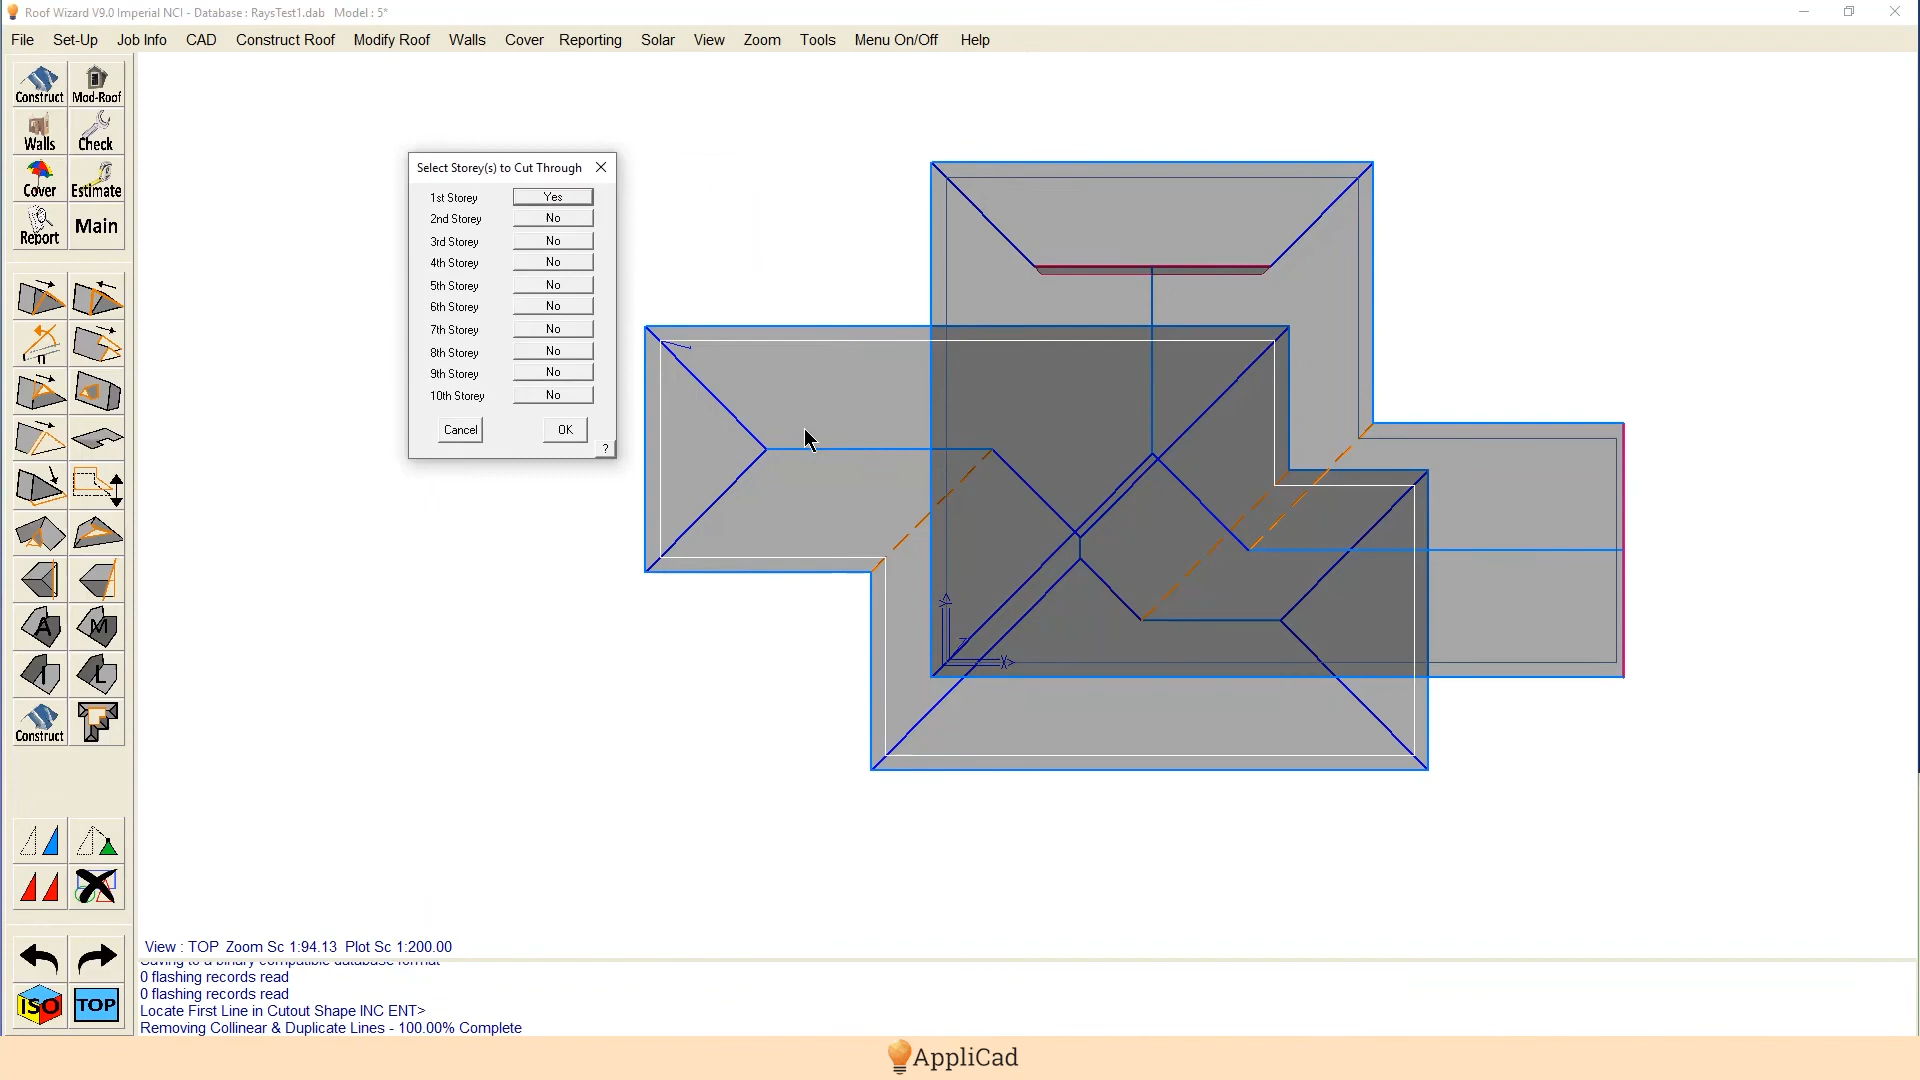 Roof Wizard V9.0 Imperial NCI - Database : RaysTest1.dab   Model : 5*
File Set-Up Job Info CAD Construct Roof Modify Roof Walls Cover Reporting Solar View Zoom Tools Menu On/Off Help
Construct Mod-Roof
Walls Check
Cover Estimate
Report Main
A M
I L
Construct
ISO TOP
Select Storey(s) to Cut Through
1st Storey Yes
2nd Storey No
3rd Storey No
4th Storey No
5th Storey No
6th Storey No
7th Storey No
8th Storey No
9th Storey No
10th Storey No
Cancel OK
?
Y
Z
X
View : TOP  Zoom Sc 1:94.13  Plot Sc 1:200.00
Saving to a binary compatible database format
0 flashing records read
0 flashing records read
Locate First Line in Cutout Shape INC ENT>
Removing Collinear & Duplicate Lines - 100.00% Complete
AppliCad